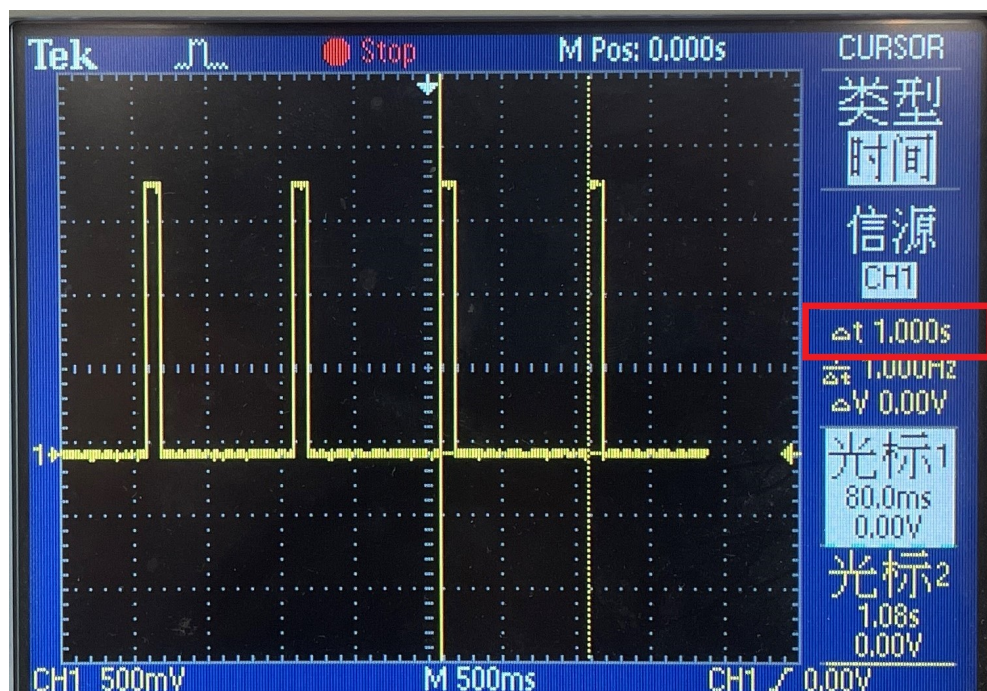 Tek Stop M Pos: 0.000s CURSOR
类型
时间
信源
CH1
△t 1.000s
1/△t 1.000Hz
△V 0.00V
1
光标1
80.0ms
0.00V
光标2
1.08s
0.00V
CH1 500mV M 500ms CH1 / 0.00V